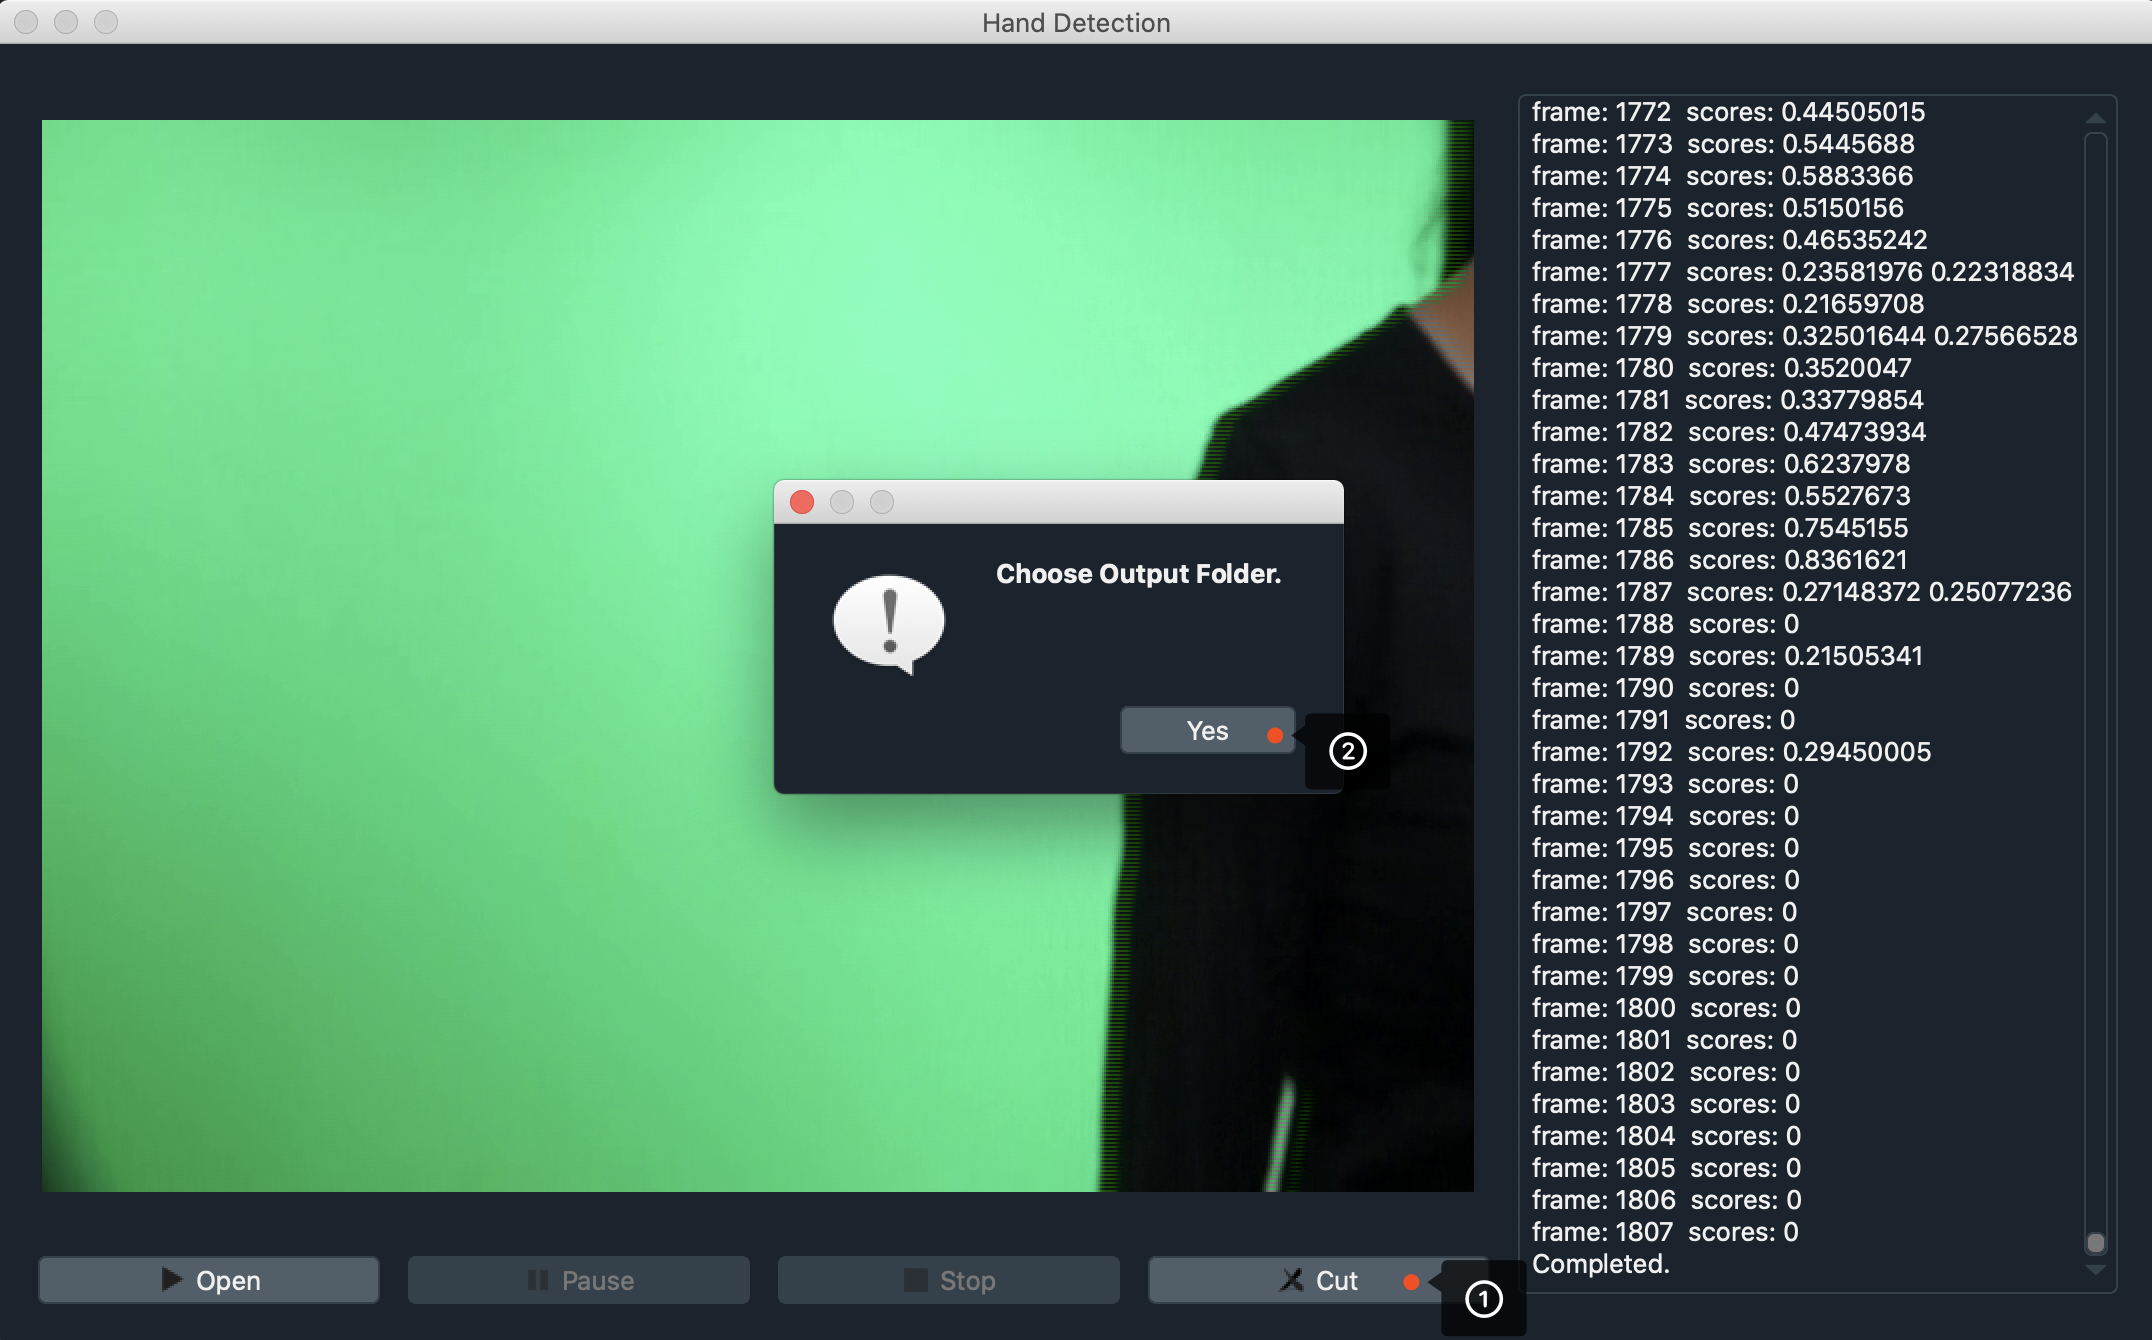 Hand Detection
frame: 1772 scores: 0.44505015
frame: 1773 scores: 0.5445688
frame: 1774 scores: 0.5883366
frame: 1775 scores: 0.5150156
frame: 1776 scores: 0.46535242
frame: 1777 scores: 0.23581976 0.22318834
frame: 1778 scores: 0.21659708
frame: 1779 scores: 0.32501644 0.27566528
frame: 1780 scores: 0.3520047
frame: 1781 scores: 0.33779854
frame: 1782 scores: 0.47473934
frame: 1783 scores: 0.6237978
frame: 1784 scores: 0.5527673
frame: 1785 scores: 0.7545155
frame: 1786 scores: 0.8361621
frame: 1787 scores: 0.27148372 0.25077236
frame: 1788 scores: 0
frame: 1789 scores: 0.21505341
frame: 1790 scores: 0
frame: 1791 scores: 0
frame: 1792 scores: 0.29450005
frame: 1793 scores: 0
frame: 1794 scores: 0
frame: 1795 scores: 0
frame: 1796 scores: 0
frame: 1797 scores: 0
frame: 1798 scores: 0
frame: 1799 scores: 0
frame: 1800 scores: 0
frame: 1801 scores: 0
frame: 1802 scores: 0
frame: 1803 scores: 0
frame: 1804 scores: 0
frame: 1805 scores: 0
frame: 1806 scores: 0
frame: 1807 scores: 0
Completed.
Choose Output Folder.
Yes
②
Open
Pause
Stop
Cut
①